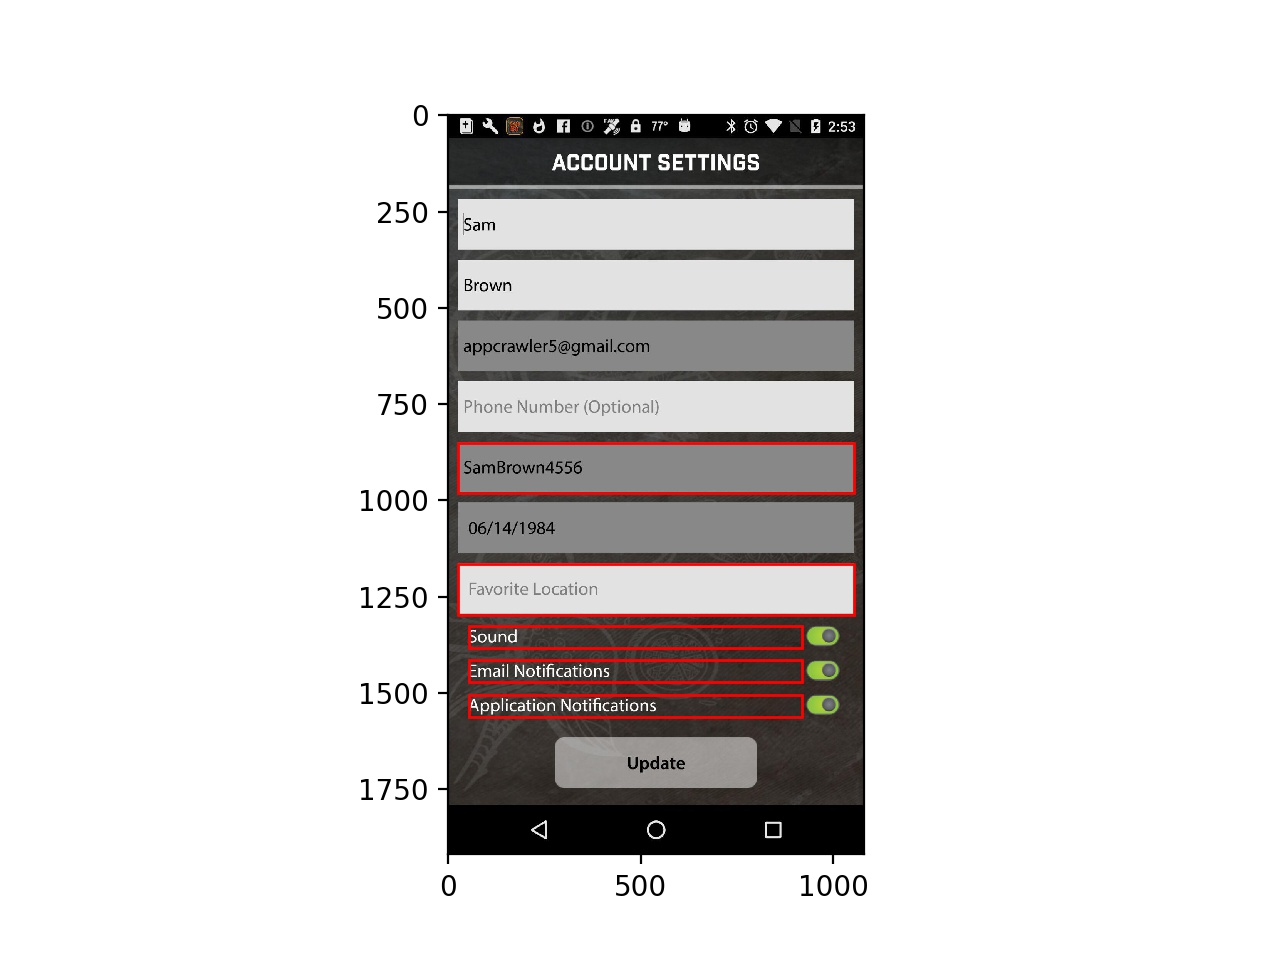 0
77°
2:53
ACCOUNT SETTINGS
250
Sam
Brown
500
appcrawler5@gmail.com
750
Phone Number (Optional)
SamBrown4556
1000
06/14/1984
1250
Favorite Location
Sound
Email Notifications
1500
Application Notifications
Update
1750
0
500
1000